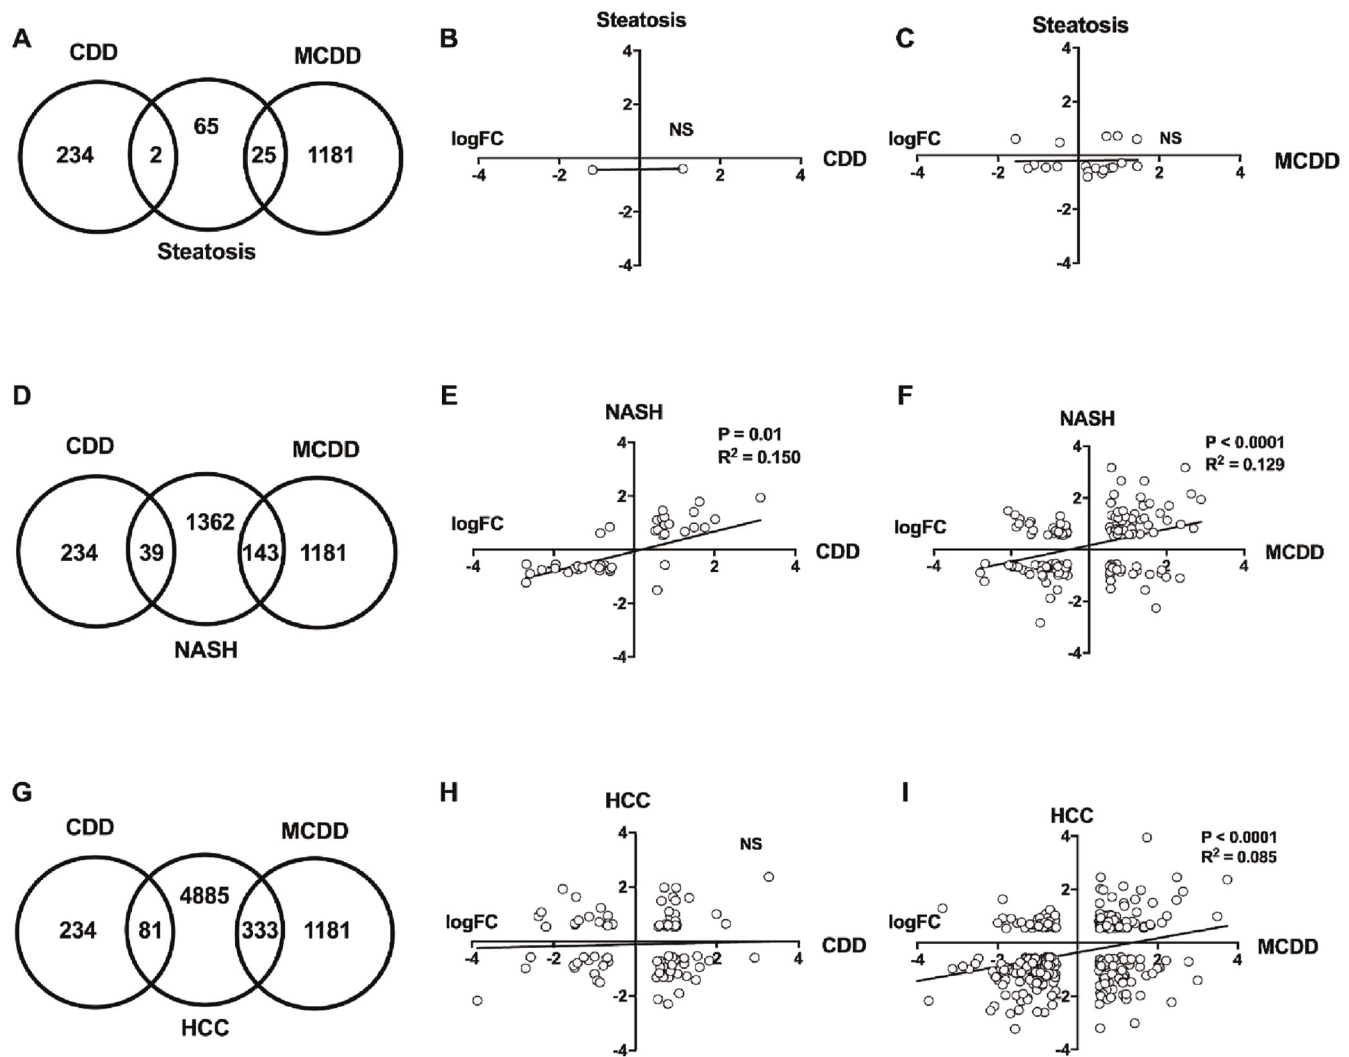 A
CDD
MCDD
234
2
65
25
1181
Steatosis
B
Steatosis
4
2
logFC
NS
-4
-2
2
4
CDD
-2
-4
C
Steatosis
4
2
logFC
NS
-4
-2
2
4
MCDD
-2
-4
D
CDD
MCDD
234
39
1362
143
1181
NASH
E
NASH
P = 0.01
R² = 0.150
4
2
logFC
-4
-2
2
4
CDD
-2
-4
F
NASH
P < 0.0001
R² = 0.129
4
2
logFC
-4
2
4
MCDD
-2
-4
G
CDD
MCDD
234
81
4885
333
1181
HCC
H
HCC
NS
4
2
logFC
-4
-2
2
4
CDD
-2
-4
I
HCC
P < 0.0001
R² = 0.085
4
2
logFC
-4
-2
2
4
MCDD
-2
-4